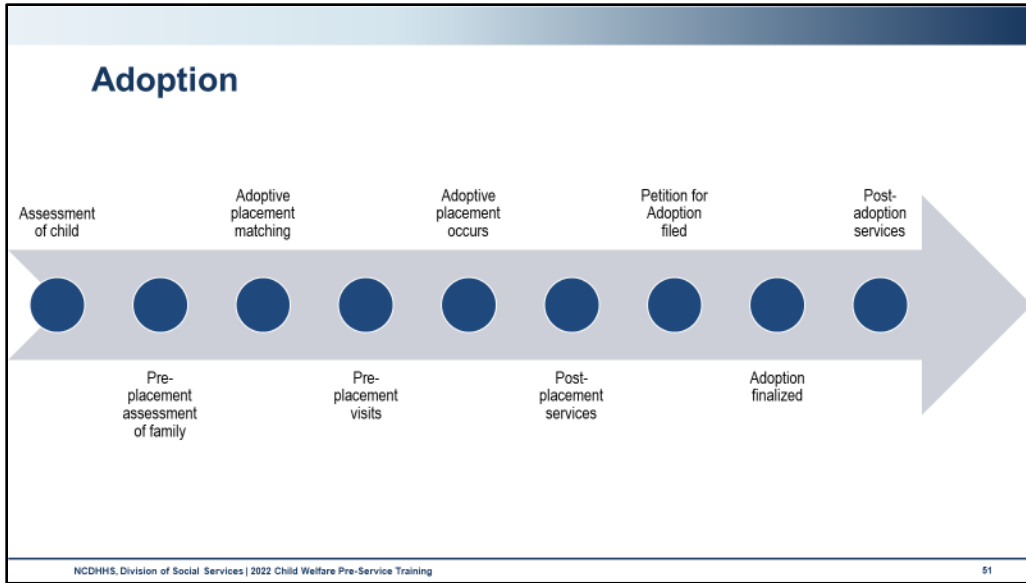 Adoption
Assessment
of child
Pre-
placement
assessment
of family
Adoptive
placement
matching
Pre-
placement
visits
Adoptive
placement
occurs
Post-
placement
services
Petition for
Adoption
filed
Adoption
finalized
Post-
adoption
services
NCDHHS, Division of Social Services | 2022 Child Welfare Pre-Service Training
51